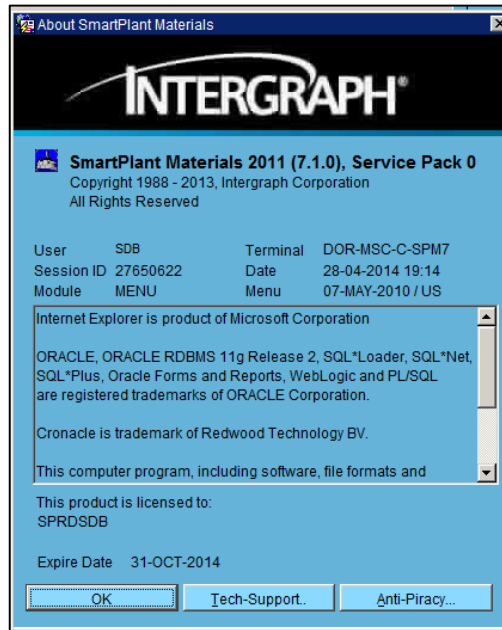 About SmartPlant Materials
INTERGRAPH®
SmartPlant Materials 2011 (7.1.0), Service Pack 0
Copyright 1988 - 2013, Intergraph Corporation
All Rights Reserved
User SDB Terminal DOR-MSC-C-SPM7
Session ID 27650622 Date 28-04-2014 19:14
Module MENU Menu 07-MAY-2010 / US
Internet Explorer is product of Microsoft Corporation
ORACLE, ORACLE RDBMS 11g Release 2, SQL*Loader, SQL*Net,
SQL*Plus, Oracle Forms and Reports, WebLogic and PL/SQL
are registered trademarks of ORACLE Corporation.
Cronacle is trademark of Redwood Technology BV.
This computer program, including software, file formats and
This product is licensed to:
SPRDSDB
Expire Date 31-OCT-2014
OK Tech-Support.. Anti-Piracy...